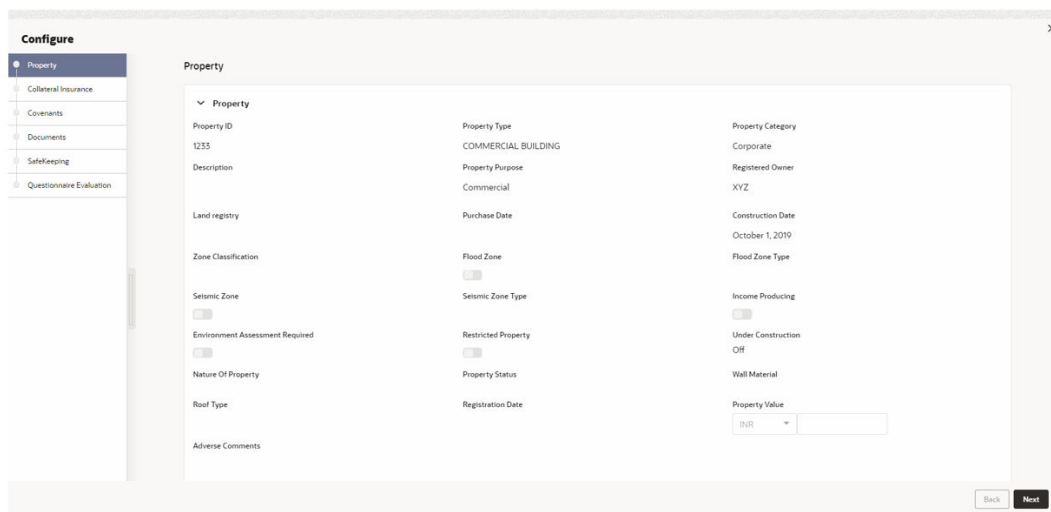 Configure
Property
Collateral Insurance
Covenants
Documents
SafeKeeping
Questionnaire Evaluation
Property
Property
Property ID Property Type Property Category
1233 COMMERCIAL BUILDING Corporate
Description Property Purpose Registered Owner
Commercial XYZ
Land registry Purchase Date Construction Date
October 1, 2019
Zone Classification Flood Zone Flood Zone Type
Seismic Zone Seismic Zone Type Income Producing
Environment Assessment Required Restricted Property Under Construction
Off
Nature Of Property Property Status Wall Material
Roof Type Registration Date Property Value
INR
Adverse Comments
Back Next